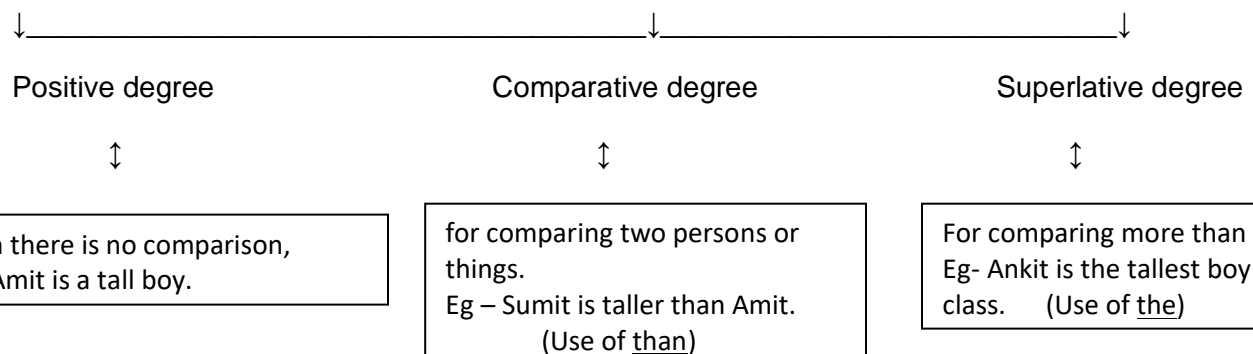 Positive degree Comparative degree Superlative degree
there is no comparison,
Amit is a tall boy.
for comparing two persons or
things.
Eg – Sumit is taller than Amit.
(Use of than)
For comparing more than
Eg- Ankit is the tallest boy
class. (Use of the)